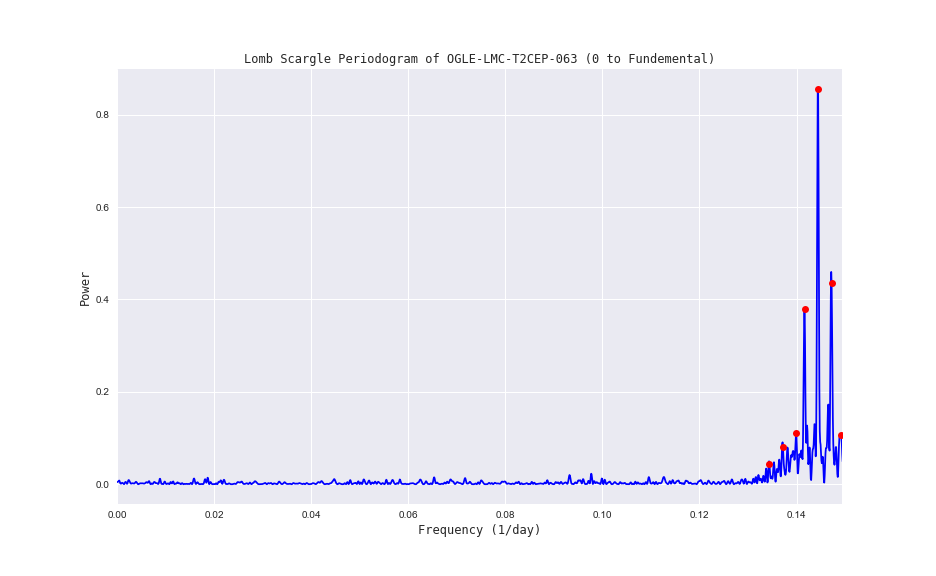 Lomb Scargle Periodogram of OGLE-LMC-T2CEP-063 (0 to Fundemental)
0.8
0.6
0.4
0.2
0.0
Power
0.00 0.02 0.04 0.06 0.08 0.10 0.12 0.14
Frequency (1/day)